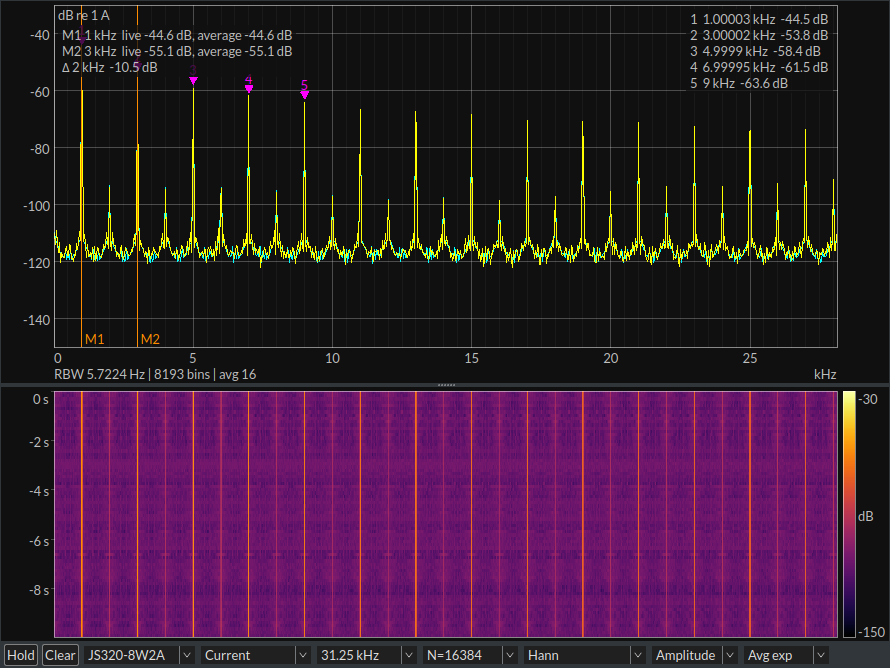 dB re 1 A
M1 1 kHz live -44.6 dB, average -44.6 dB
M2 3 kHz live -55.1 dB, average -55.1 dB
Δ 2 kHz -10.5 dB
1 1.00003 kHz -44.5 dB
2 3.00002 kHz -53.8 dB
3 4.9999 kHz -58.4 dB
4 6.99995 kHz -61.5 dB
5 9 kHz -63.6 dB
-40
3
4
5
-60
-80
-100
-120
-140
M1 M2
0 5 10 15 20 25
RBW 5.7224 Hz | 8193 bins | avg 16 kHz
0 s -30
-2 s
-4 s
dB
-6 s
-8 s
-150
Hold Clear JS320-8W2A Current 31.25 kHz N=16384 Hann Amplitude Avg exp